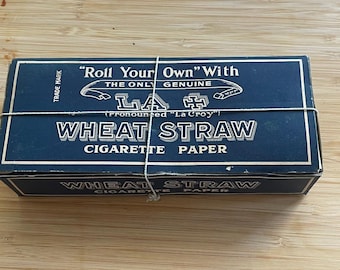 "Roll Your Own" With
TRADE MARK
THE ONLY GENUINE
LA +
(Pronounced "La Croy")
WHEAT STRAW
CIGARETTE PAPER
WHEAT STRAW
CIGARETTE PAPER